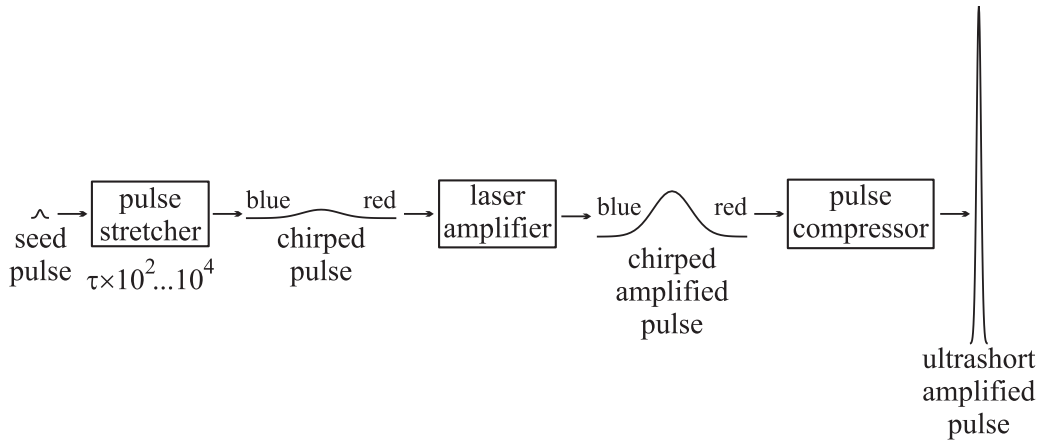 seed
pulse
pulse
stretcher
τ×10²...10⁴
blue
red
chirped
pulse
laser
amplifier
blue
red
chirped
amplified
pulse
pulse
compressor
ultrashort
amplified
pulse